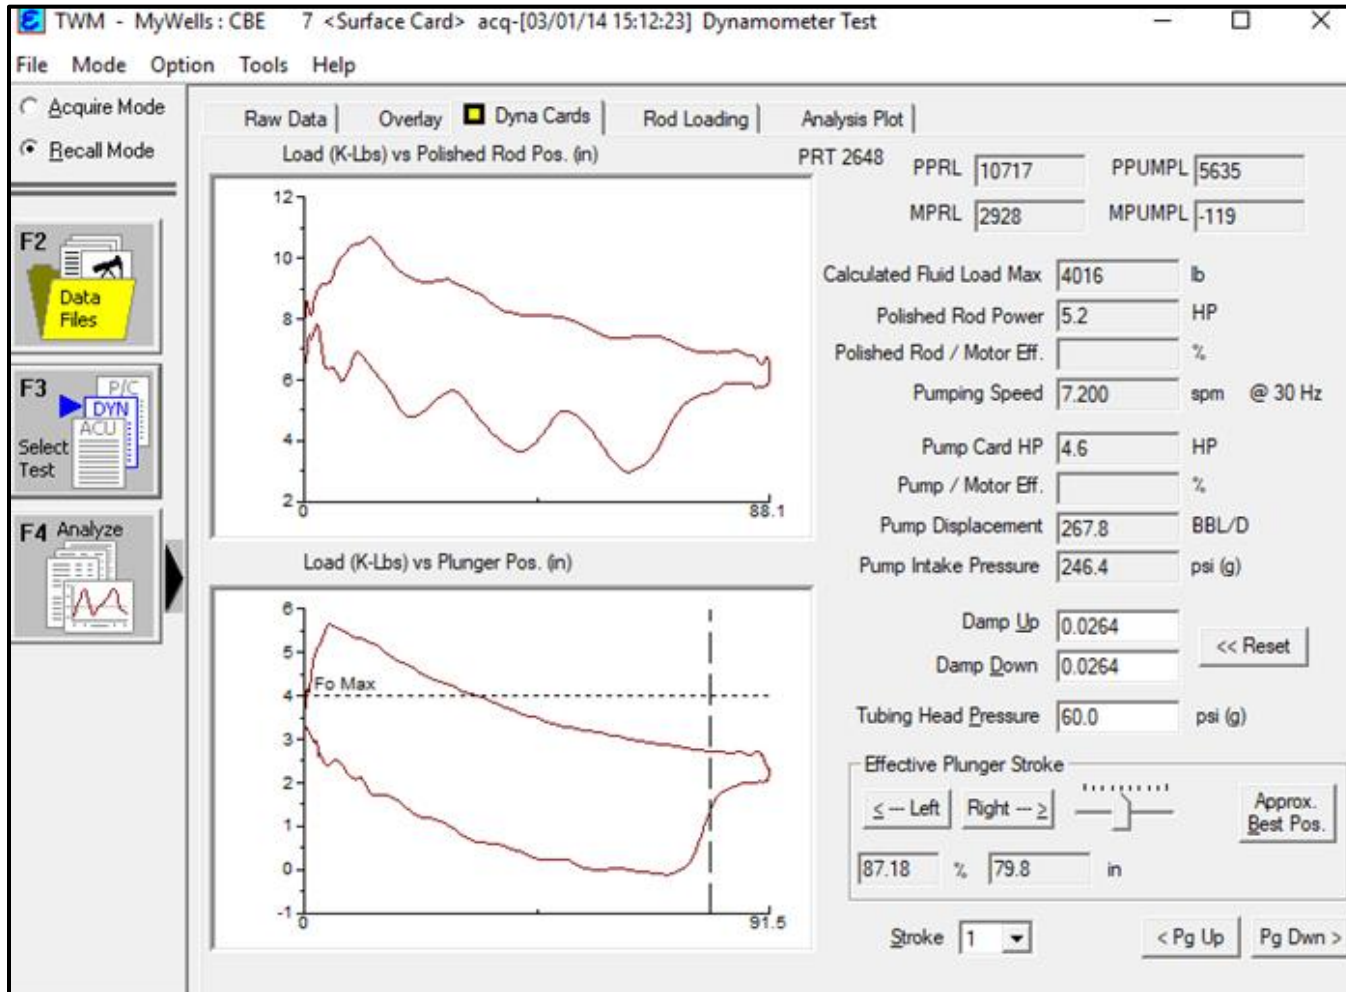 TWM - MyWells : CBE 7 <Surface Card> acq-[03/01/14 15:12:23] Dynamometer Test
File Mode Option Tools Help
Acquire Mode
Recall Mode
F2
Data
Files
F3
P/C
DYN
ACU
Select
Test
F4 Analyze
Raw Data Overlay Dyna Cards Rod Loading Analysis Plot
Load (K-Lbs) vs Polished Rod Pos. (in)
12
10
8
6
4
2
0 88.1
Load (K-Lbs) vs Plunger Pos. (in)
6
5
4
Fo Max
3
2
1
0
-1
0 91.5
PRT 2648
PPRL 10717 PPUMPL 5635
MPRL 2928 MPUMPL -119
Calculated Fluid Load Max 4016 lb
Polished Rod Power 5.2 HP
Polished Rod / Motor Eff. %
Pumping Speed 7.200 spm @ 30 Hz
Pump Card HP 4.6 HP
Pump / Motor Eff. %
Pump Displacement 267.8 BBL/D
Pump Intake Pressure 246.4 psi (g)
Damp Up 0.0264
<< Reset
Damp Down 0.0264
Tubing Head Pressure 60.0 psi (g)
Effective Plunger Stroke
< --- Left Right --- >
Approx.
Best Pos.
87.18 % 79.8 in
Stroke 1 < Pg Up Pg Dwn >